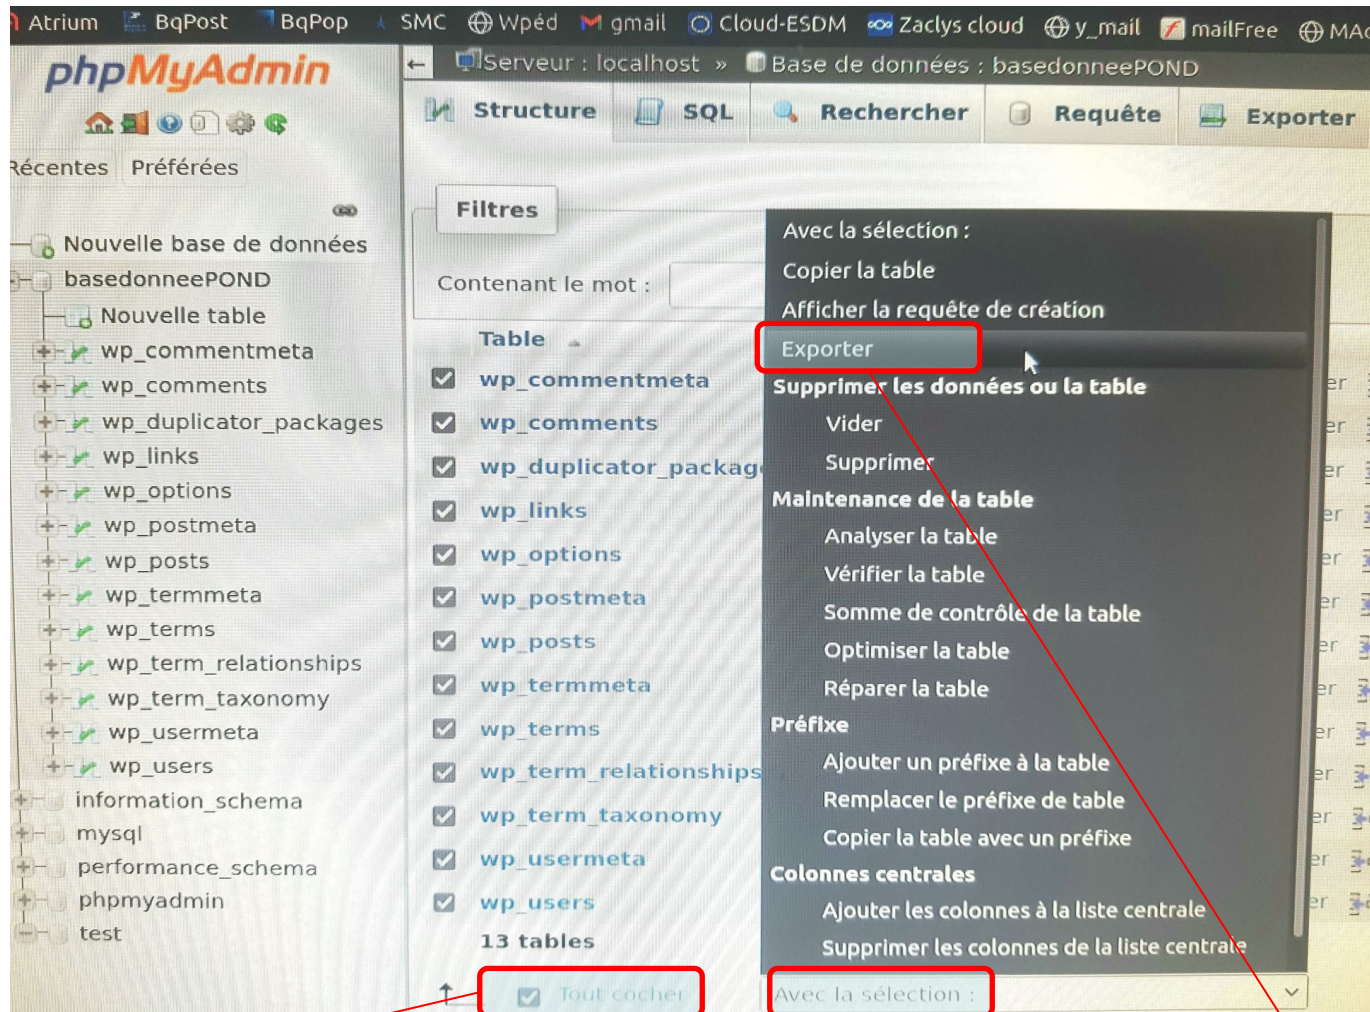 Atrium BqPost BqPop SMC Wpéd gmail Cloud-ESDM Zaclys cloud y_mail mailFree
phpMyAdmin
Récentes Préférées
Nouvelle base de données
basedonneePOND
Nouvelle table
wp_commentmeta
wp_comments
wp_duplicator_packages
wp_links
wp_options
wp_postmeta
wp_posts
wp_termmeta
wp_terms
wp_term_relationships
wp_term_taxonomy
wp_usermeta
wp_users
information_schema
mysql
performance_schema
phpmyadmin
test
Serveur : localhost » Base de données : basedonneePOND
Structure SQL Rechercher Requête Exporter
Filtres
Contenant le mot :
Table
wp_commentmeta
wp_comments
wp_duplicator_packag
wp_links
wp_options
wp_postmeta
wp_posts
wp_termmeta
wp_terms
wp_term_relationships
wp_term_taxonomy
wp_usermeta
wp_users
13 tables
Tout cocher
Avec la sélection :
Avec la sélection :
Copier la table
Afficher la requête de création
Exporter
Supprimer les données ou la table
Vider
Supprimer
Maintenance de la table
Analyser la table
Vérifier la table
Somme de contrôle de la table
Optimiser la table
Réparer la table
Préfixe
Ajouter un préfixe à la table
Remplacer le préfixe de table
Copier la table avec un préfixe
Colonnes centrales
Ajouter les colonnes à la liste centrale
Supprimer les colonnes de la liste centrale